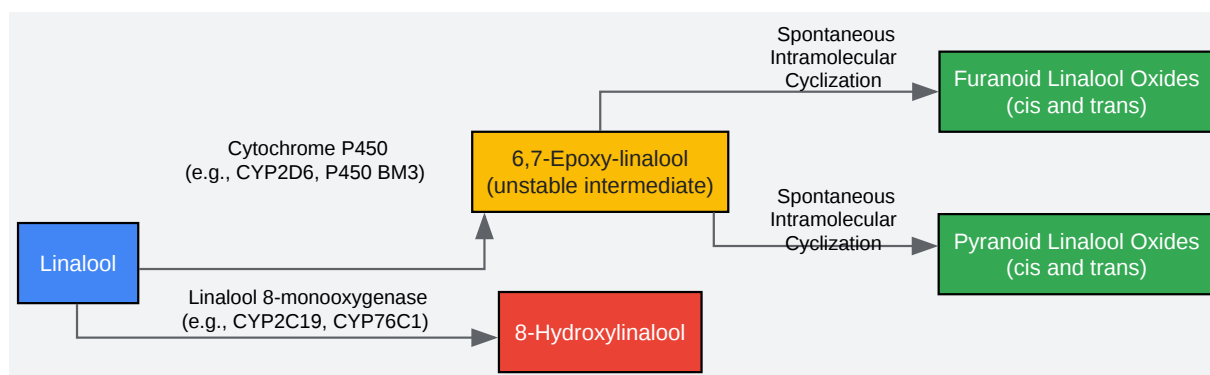 Spontaneous
Intramolecular
Cyclization
Furanoid Linalool Oxides
(cis and trans)
Cytochrome P450
(e.g., CYP2D6, P450 BM3)
6,7-Epoxy-linalool
(unstable intermediate)
Spontaneous
Intramolecular
Cyclization
Pyranoid Linalool Oxides
(cis and trans)
Linalool
Linalool 8-monooxygenase
(e.g., CYP2C19, CYP76C1)
8-Hydroxylinalool